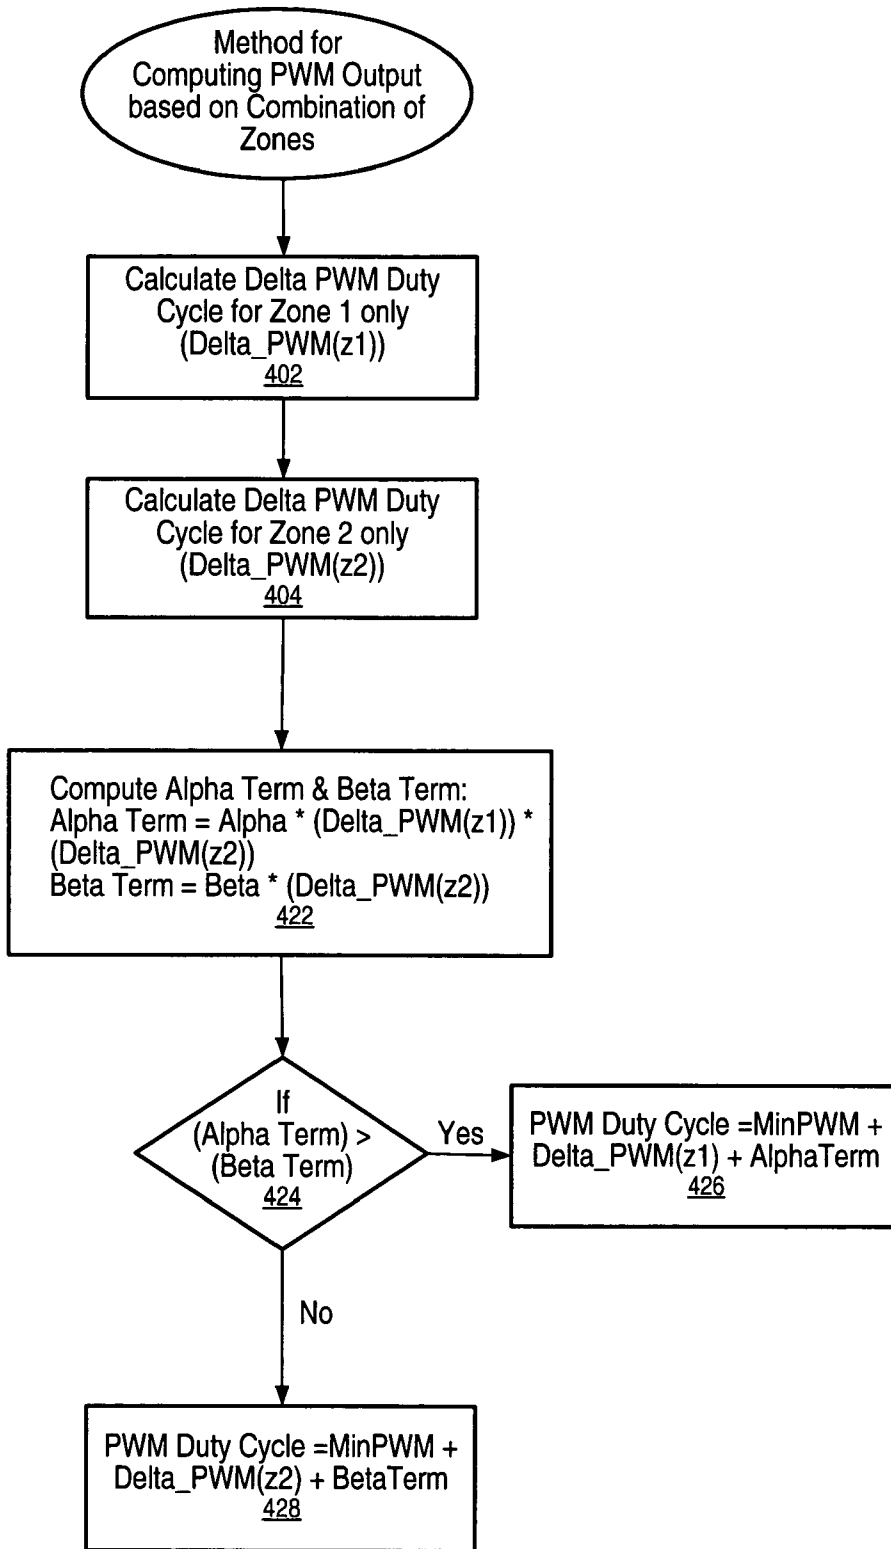 Method for
Computing PWM Output
based on Combination of
Zones
Calculate Delta PWM Duty
Cycle for Zone 1 only
(Delta_PWM(z1))
402
Calculate Delta PWM Duty
Cycle for Zone 2 only
(Delta_PWM(z2))
404
Compute Alpha Term & Beta Term:
Alpha Term = Alpha * (Delta_PWM(z1)) *
(Delta_PWM(z2))
Beta Term = Beta * (Delta_PWM(z2))
422
If
(Alpha Term) >
(Beta Term)
424
Yes
PWM Duty Cycle =MinPWM +
Delta_PWM(z1) + AlphaTerm
426
No
PWM Duty Cycle =MinPWM +
Delta_PWM(z2) + BetaTerm
428